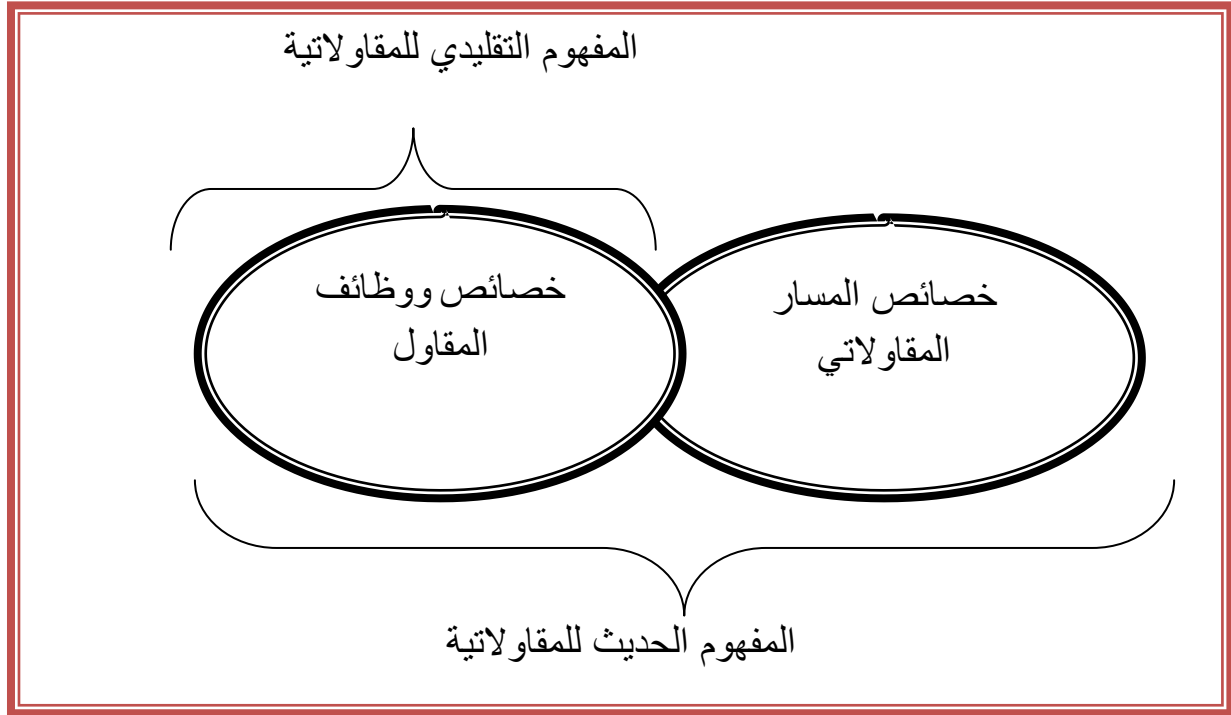 المفهوم التقليدي للمقاولاتية
خصائص المسار
المقاولاتي
خصائص ووظائف
المقاول
المفهوم الحديث للمقاولاتية